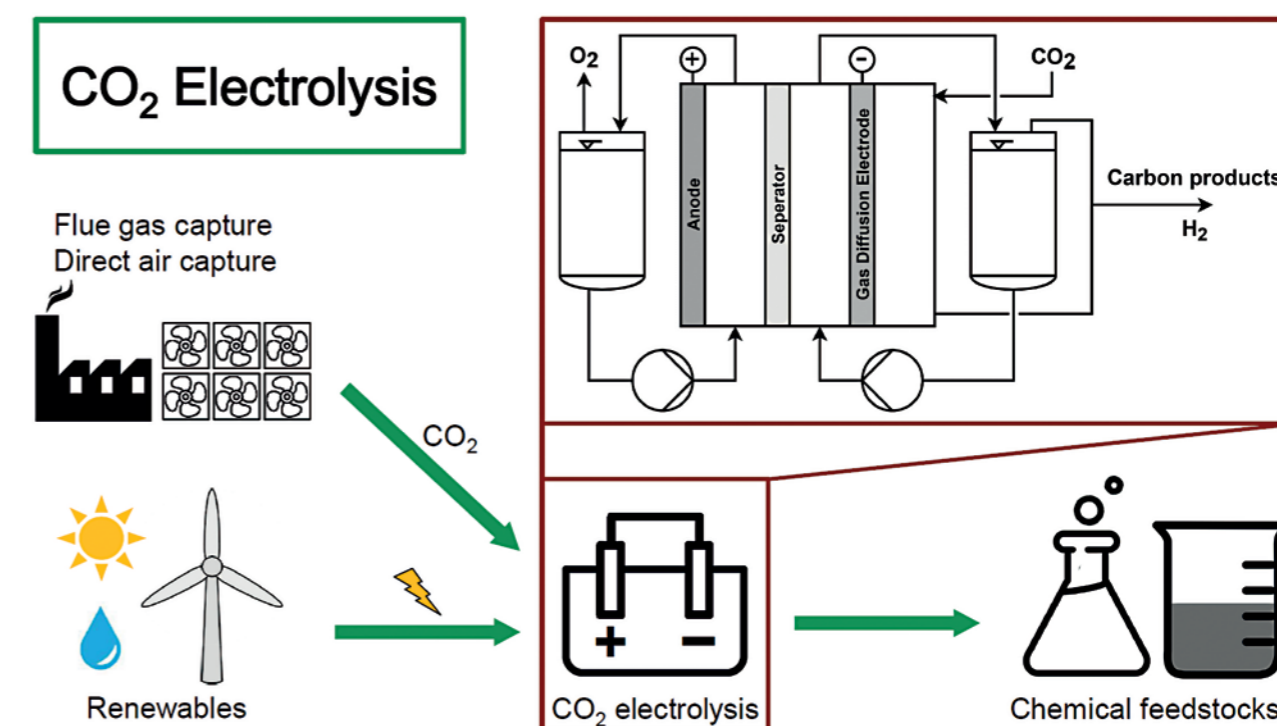 CO₂ Electrolysis
Flue gas capture
Direct air capture
CO₂
Renewables
O₂
+
−
CO₂
Anode
Seperator
Gas Diffusion Electrode
Carbon products
H₂
+ −
CO₂ electrolysis
Chemical feedstocks